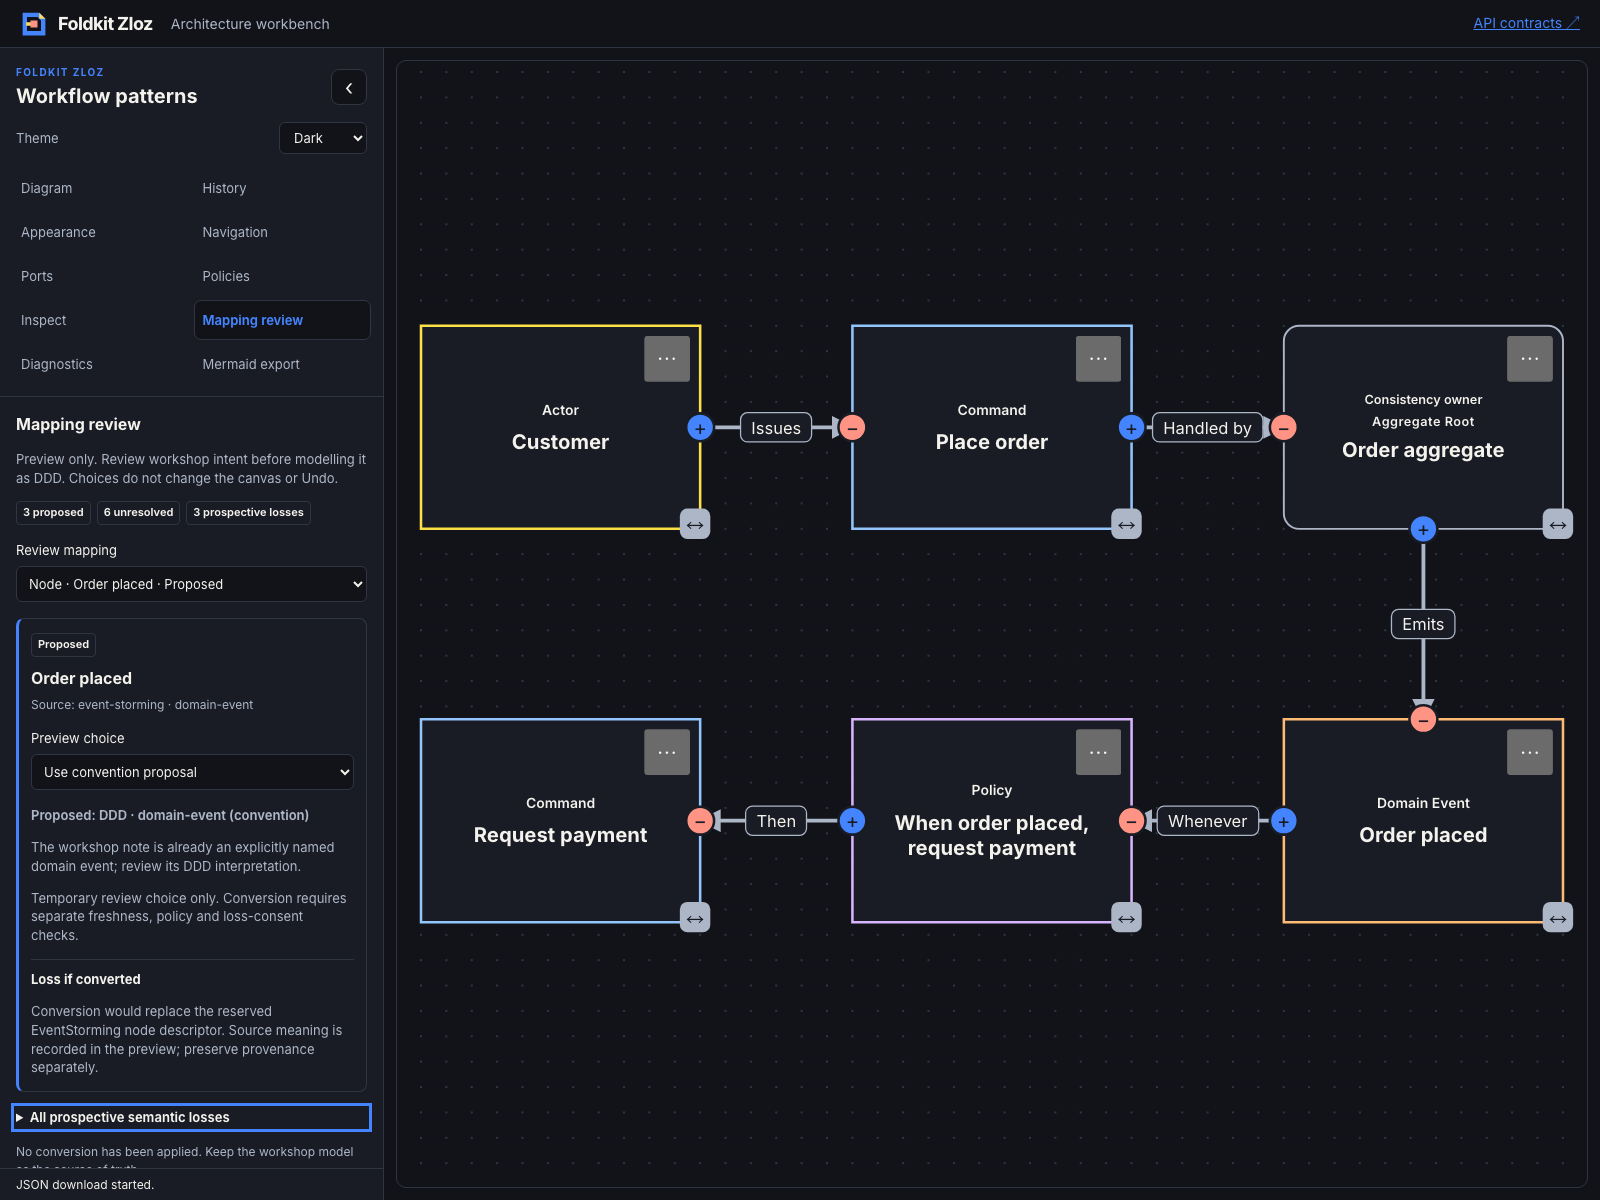 Foldkit Zloz
Architecture workbench
API contracts ↗
FOLDKIT ZLOZ
Workflow patterns
Theme
Dark
Diagram
History
Appearance
Navigation
Ports
Policies
Inspect
Mapping review
Diagnostics
Mermaid export
Mapping review
Preview only. Review workshop intent before modelling it
as DDD. Choices do not change the canvas or Undo.
3 proposed
6 unresolved
3 prospective losses
Review mapping
Node · Order placed · Proposed
Proposed
Order placed
Source: event-storming · domain-event
Preview choice
Use convention proposal
Proposed: DDD · domain-event (convention)
The workshop note is already an explicitly named
domain event; review its DDD interpretation.
Temporary review choice only. Conversion requires
separate freshness, policy and loss-consent
checks.
Loss if converted
Conversion would replace the reserved
EventStorming node descriptor. Source meaning is
recorded in the preview; preserve provenance
separately.
All prospective semantic losses
No conversion has been applied. Keep the workshop model
JSON download started.
Actor
Customer
Issues
Command
Place order
Handled by
Consistency owner
Aggregate Root
Order aggregate
Emits
Domain Event
Order placed
Whenever
Policy
When order placed,
request payment
Then
Command
Request payment